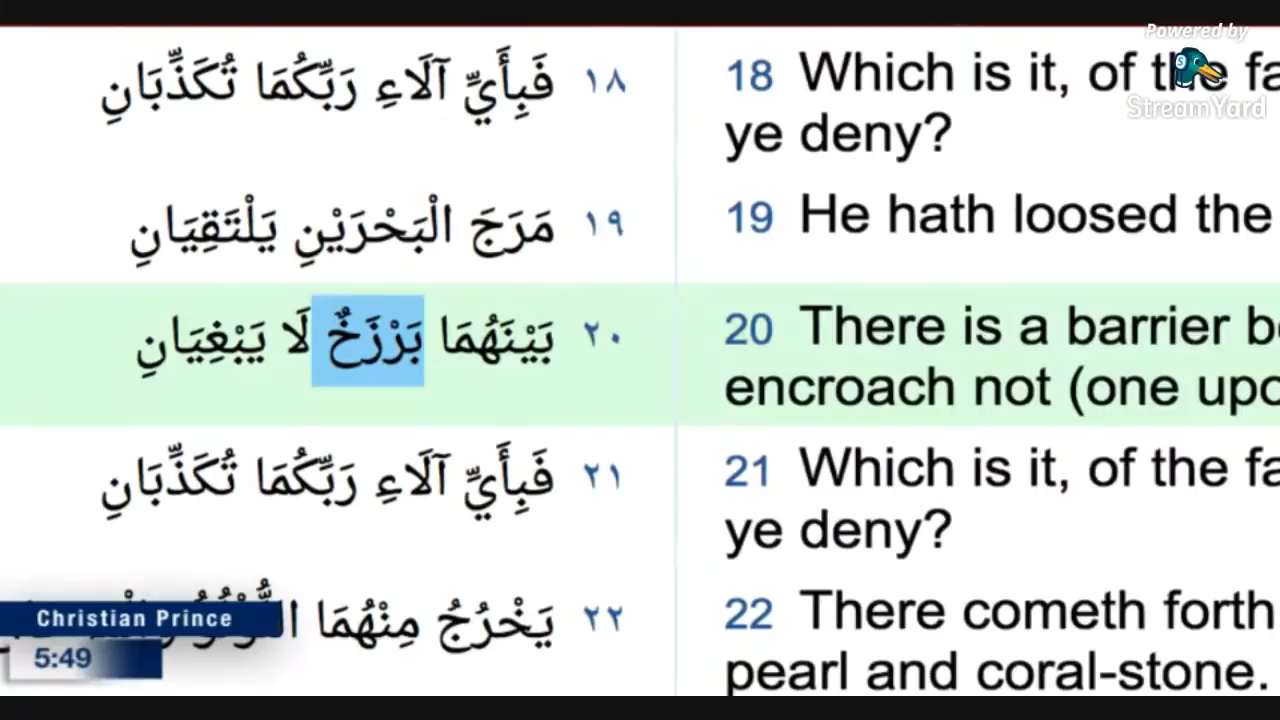 Powered by
StreamYard
فَبِأَيِّ آلَاءِ رَبِّكُمَا تُكَذِّبَانِ ١٨
18 Which is it, of the fa
ye deny?
مَرَجَ الْبَحْرَيْنِ يَلْتَقِيَانِ ١٩
19 He hath loosed the
بَيْنَهُمَا بَرْزَخٌ لَا يَبْغِيَانِ ٢٠
20 There is a barrier b
encroach not (one upo
فَبِأَيِّ آلَاءِ رَبِّكُمَا تُكَذِّبَانِ ٢١
21 Which is it, of the fa
ye deny?
يَخْرُجُ مِنْهُمَا ٢٢
22 There cometh forth
pearl and coral-stone.
Christian Prince
5:49